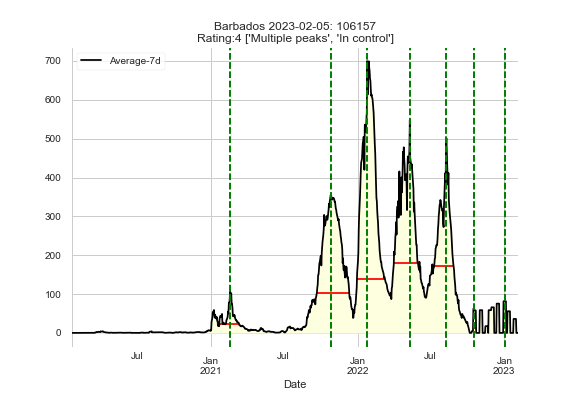 Barbados 2023-02-05: 106157
Rating:4 ['Multiple peaks', 'In control']
Average-7d
700
600
500
400
300
200
100
0
Jul
Jan
2021
Jul
Jan
2022
Jul
Jan
2023
Date